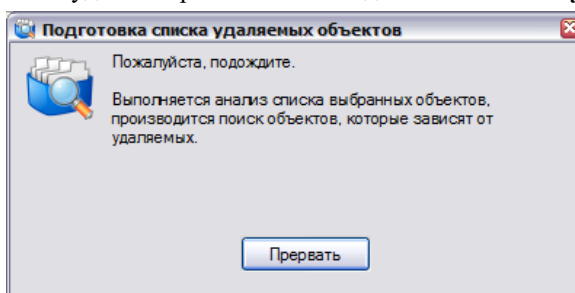 Подготовка списка удаляемых объектов
Пожалуйста, подождите.
Выполняется анализ списка выбранных объектов,
производится поиск объектов, которые зависят от
удаляемых.
Прервать